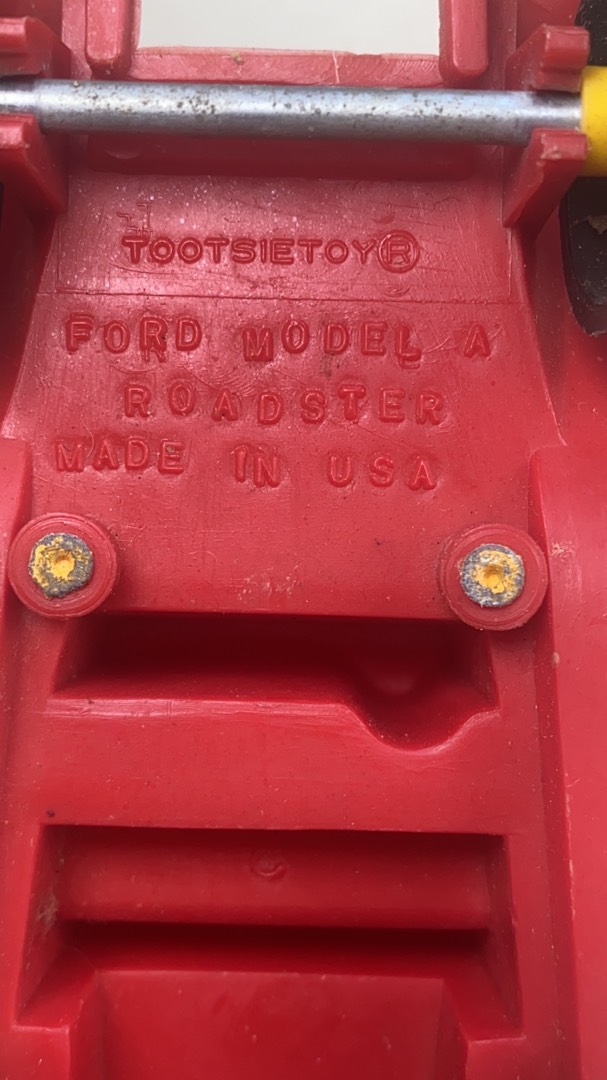 TOOTSIETOY®
FORD MODEL A
ROADSTER
MADE IN USA